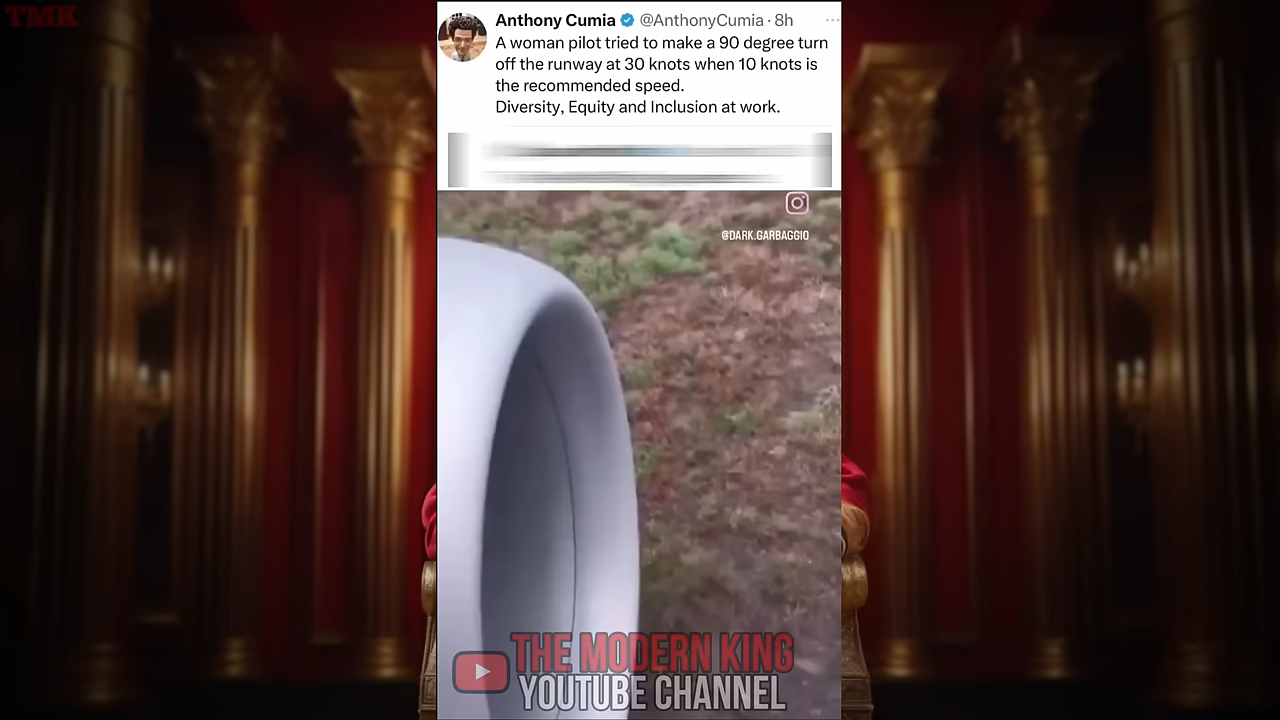 TMK
Anthony Cumia @AnthonyCumia · 8h
A woman pilot tried to make a 90 degree turn
off the runway at 30 knots when 10 knots is
the recommended speed.
Diversity, Equity and Inclusion at work.
@DARK.GARBAGGIO
THE MODERN KING
YOUTUBE CHANNEL